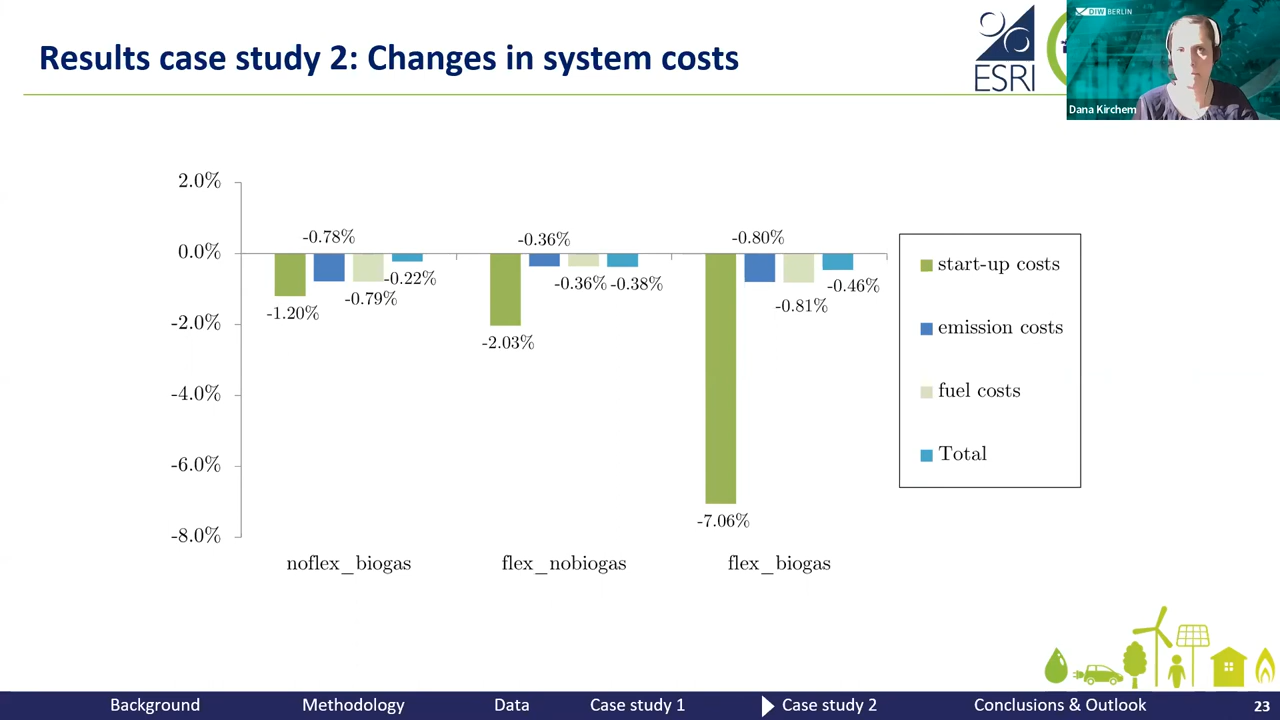 Results case study 2: Changes in system costs
ESRI
DIW BERLIN
Dana Kirchem
2.0%
0.0%
-2.0%
-4.0%
-6.0%
-8.0%
-0.78%
-0.36%
-0.80%
-1.20%
-0.79%
-0.22%
-2.03%
-0.36%
-0.38%
-7.06%
-0.81%
-0.46%
noflex_biogas
flex_nobiogas
flex_biogas
start-up costs
emission costs
fuel costs
Total
Background Methodology Data Case study 1 Case study 2 Conclusions & Outlook 23